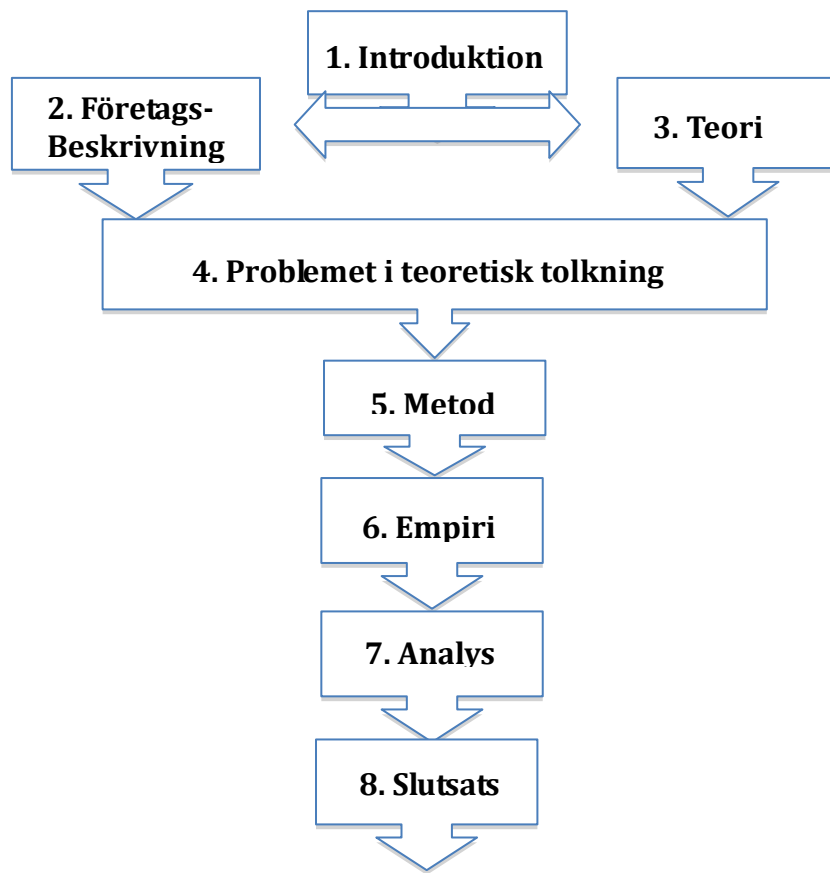 1. Introduktion
2. Företags-
Beskrivning
3. Teori
4. Problemet i teoretisk tolkning
5. Metod
6. Empiri
7. Analys
8. Slutsats